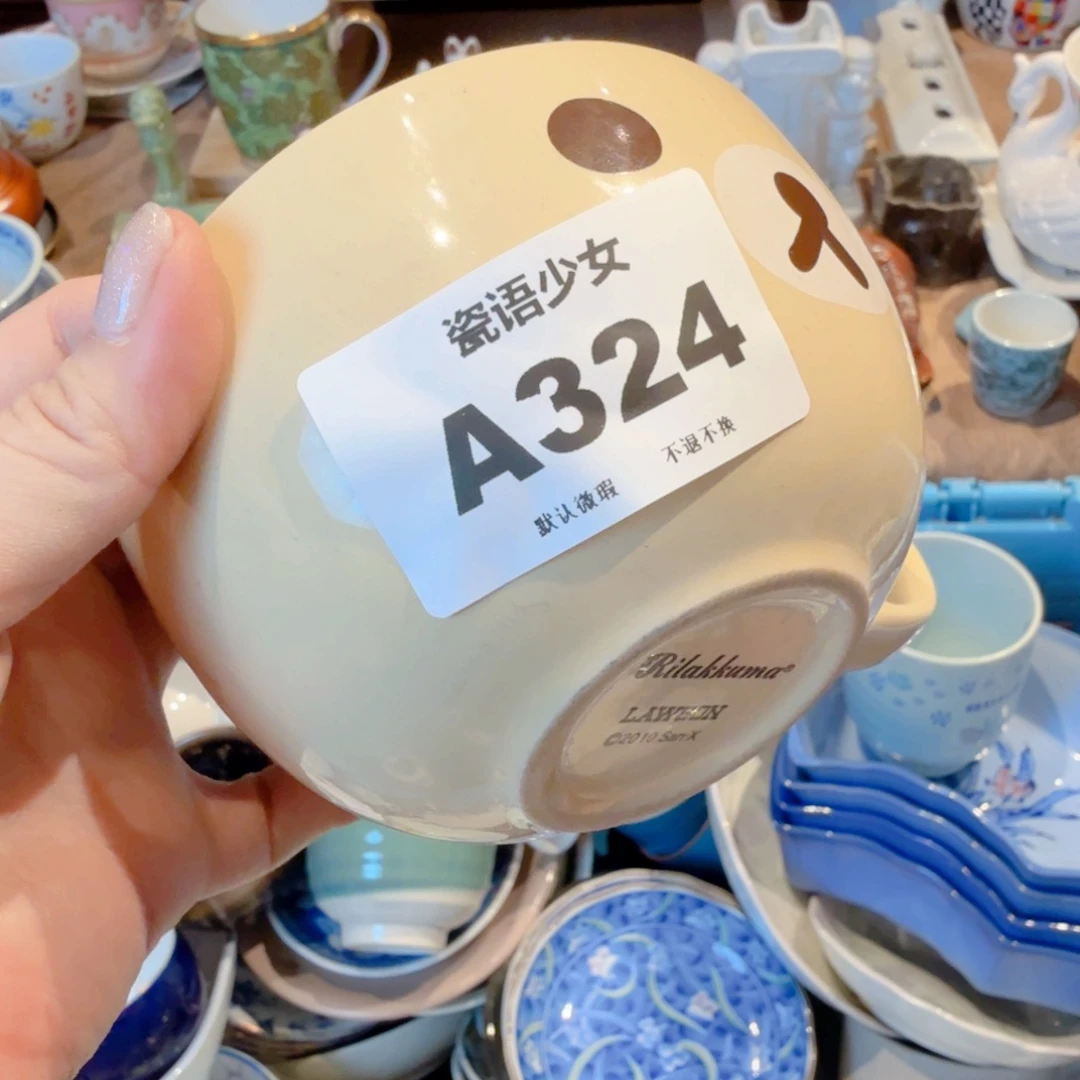 瓷语少女
A324
默认微瑕 不退不换
Rilakkuma®
LAWSON
©2010 San-X